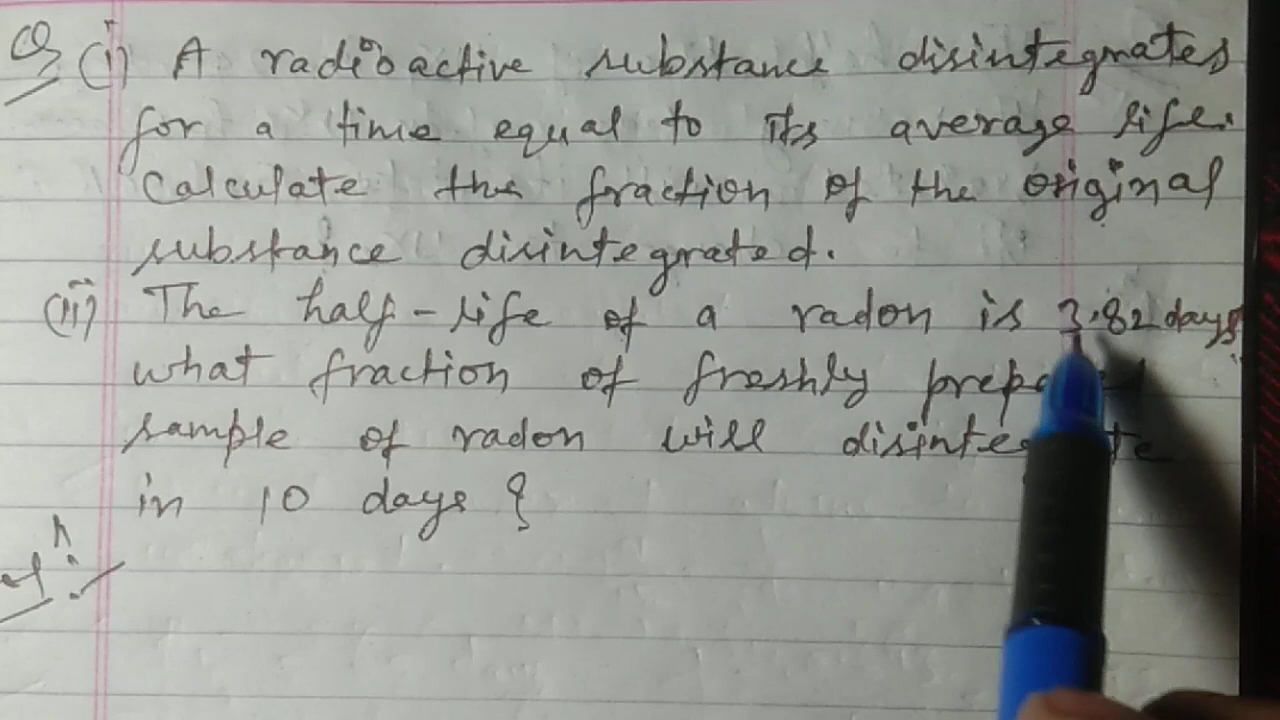 Q (i) A radioactive substance disintegrates
for a time equal to its average life.
Calculate the fraction of the original
substance disintegrated.
(ii) The half-life of a radon is 3.82 days
what fraction of freshly
sample of radon will
in 10 days ?